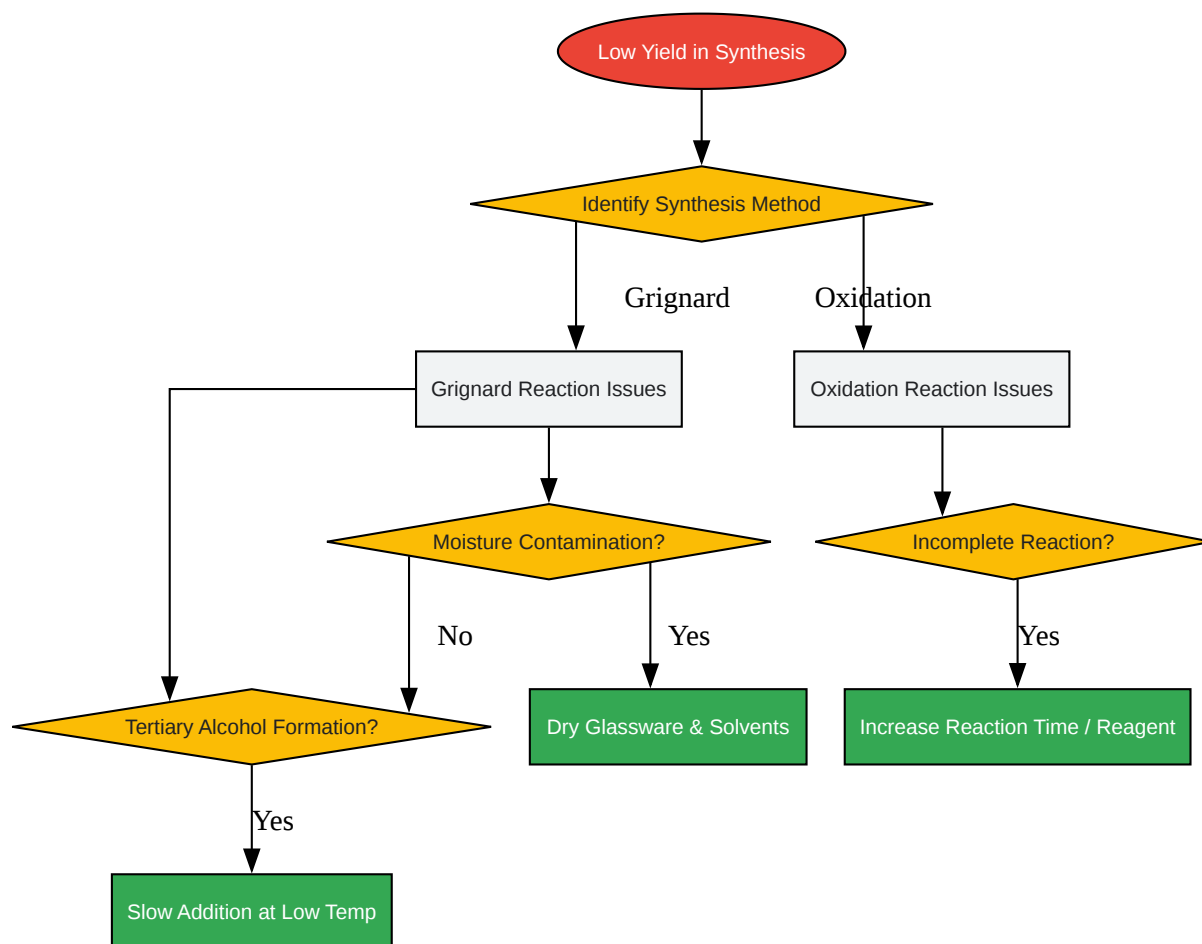 Low Yield in Synthesis
Identify Synthesis Method
Grignard
Oxidation
Grignard Reaction Issues
Oxidation Reaction Issues
Moisture Contamination?
Incomplete Reaction?
No
Yes
Yes
Tertiary Alcohol Formation?
Dry Glassware & Solvents
Increase Reaction Time / Reagent
Yes
Slow Addition at Low Temp